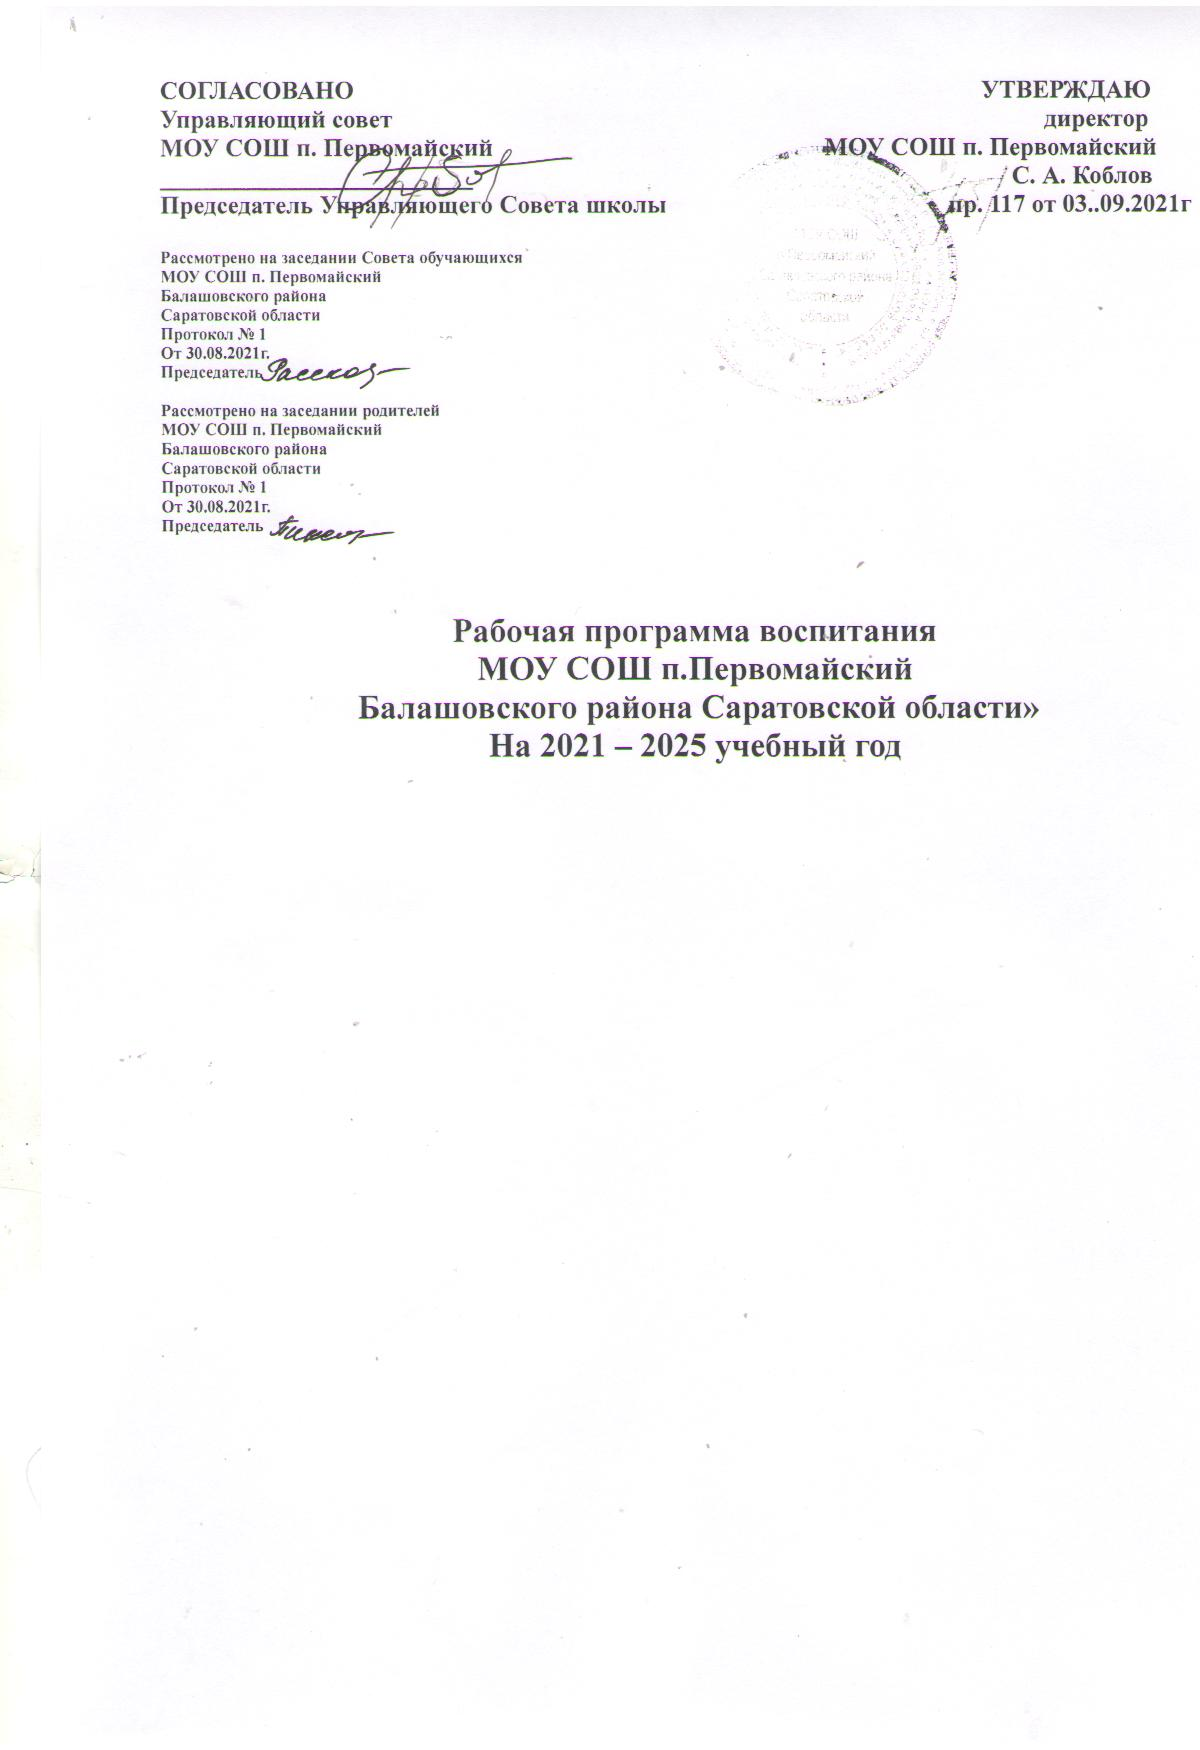 СОГЛАСОВАНО
Управляющий совет
МОУ СОШ п. Первомайский
Председатель Управляющего Совета школы
УТВЕРЖДАЮ
директор
МОУ СОШ п. Первомайский
С. А. Коблов
пр. 117 от 03..09.2021г
Рассмотрено на заседании Совета обучающихся
МОУ СОШ п. Первомайский
Балашовского района
Саратовской области
Протокол № 1
От 30.08.2021г.
Председатель
Рассмотрено на заседании родителей
МОУ СОШ п. Первомайский
Балашовского района
Саратовской области
Протокол № 1
От 30.08.2021г.
Председатель
Рабочая программа воспитания
МОУ СОШ п.Первомайский
Балашовского района Саратовской области»
На 2021 – 2025 учебный год